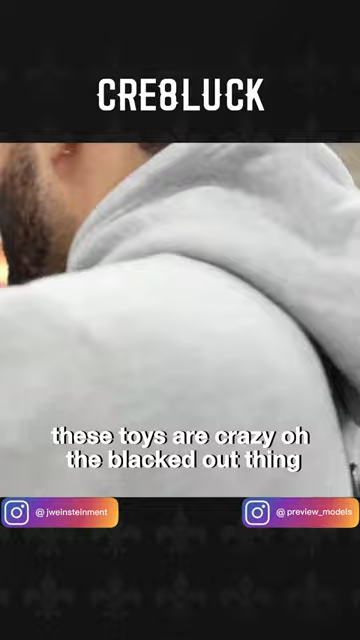 CRE8LUCK
these toys are crazy oh
the blacked out thing
@jweinsteinment
@preview_models